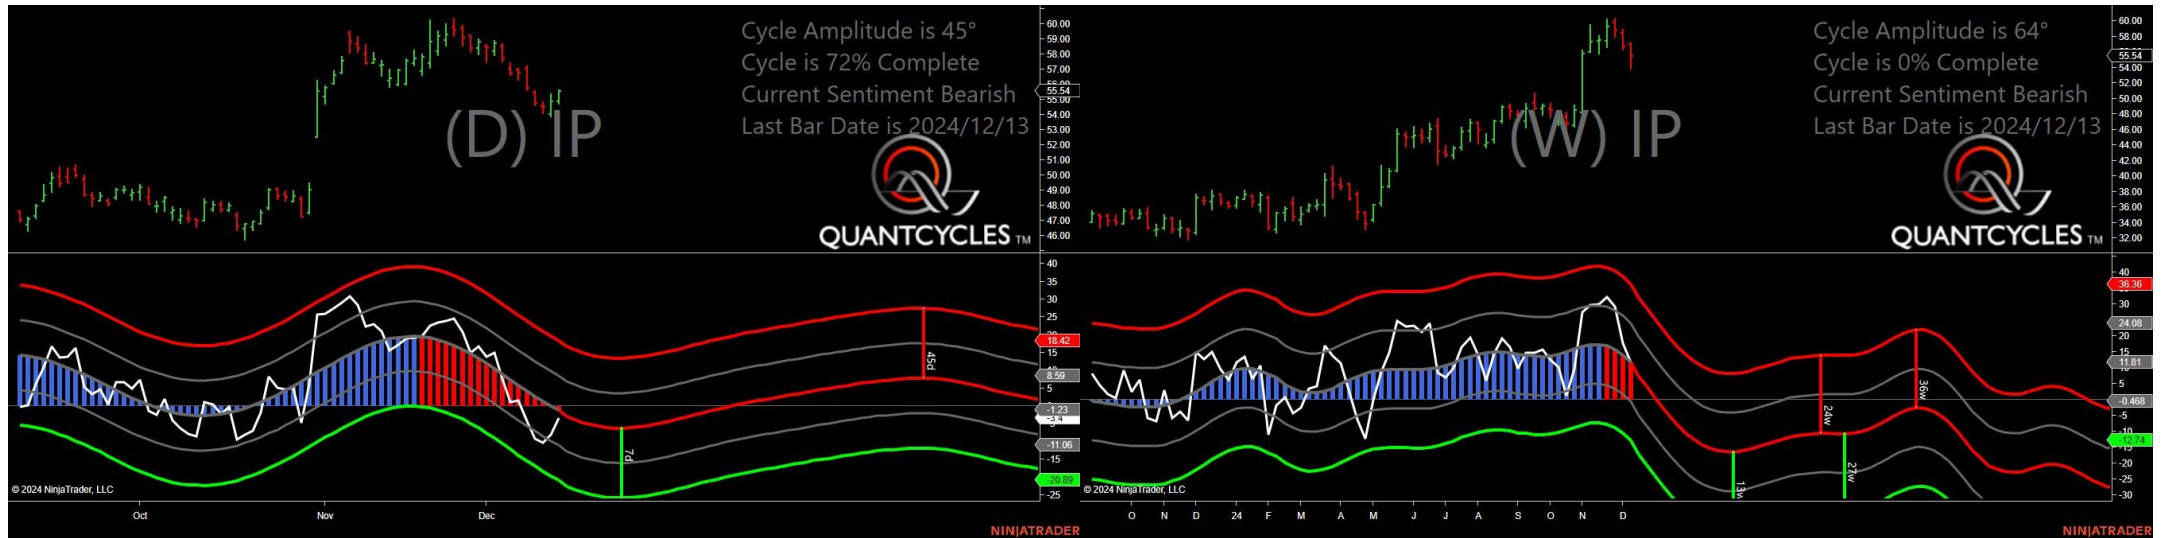 Cycle Amplitude is 45°
Cycle is 72% Complete
Current Sentiment Bearish
Last Bar Date is 2024/12/13
(D) IP
QUANTCYCLES TM
60.00
59.00
58.00
57.00
55.54
55.00
54.00
53.00
52.00
51.00
50.00
49.00
48.00
47.00
46.00
40
35
30
25
18.42
15
8.59
5
-1.23
-11.06
-15
-20.89
-25
45d
7d
© 2024 NinjaTrader, LLC
Oct
Nov
Dec
NINJATRADER
Cycle Amplitude is 64°
Cycle is 0% Complete
Current Sentiment Bearish
Last Bar Date is 2024/12/13
(W) IP
QUANTCYCLES TM
60.00
58.00
55.54
54.00
52.00
50.00
48.00
46.00
44.00
42.00
40.00
38.00
36.00
34.00
32.00
40
36.36
30
24.08
20
15
11.81
5
-0.468
-5
-10
-12.74
-20
-25
-30
24w
36w
13w
27w
© 2024 NinjaTrader, LLC
O N D 24 F M A M J J A S O N D
NINJATRADER